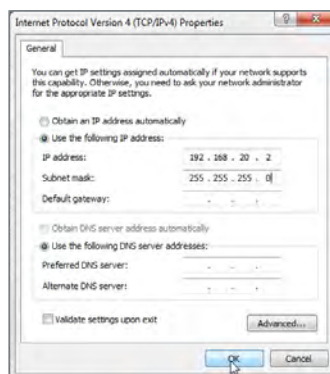 Internet Protocol Version 4 (TCP/IPv4) Properties
General
You can get IP settings assigned automatically if your network supports
this capability. Otherwise, you need to ask your network administrator
for the appropriate IP settings.
Obtain an IP address automatically
Use the following IP address:
IP address: 192 . 168 . 20 . 2
Subnet mask: 255 . 255 . 255 . 0
Default gateway: . . .
Obtain DNS server address automatically
Use the following DNS server addresses:
Preferred DNS server: . . .
Alternate DNS server: . . .
Validate settings upon exit
Advanced...
OK Cancel